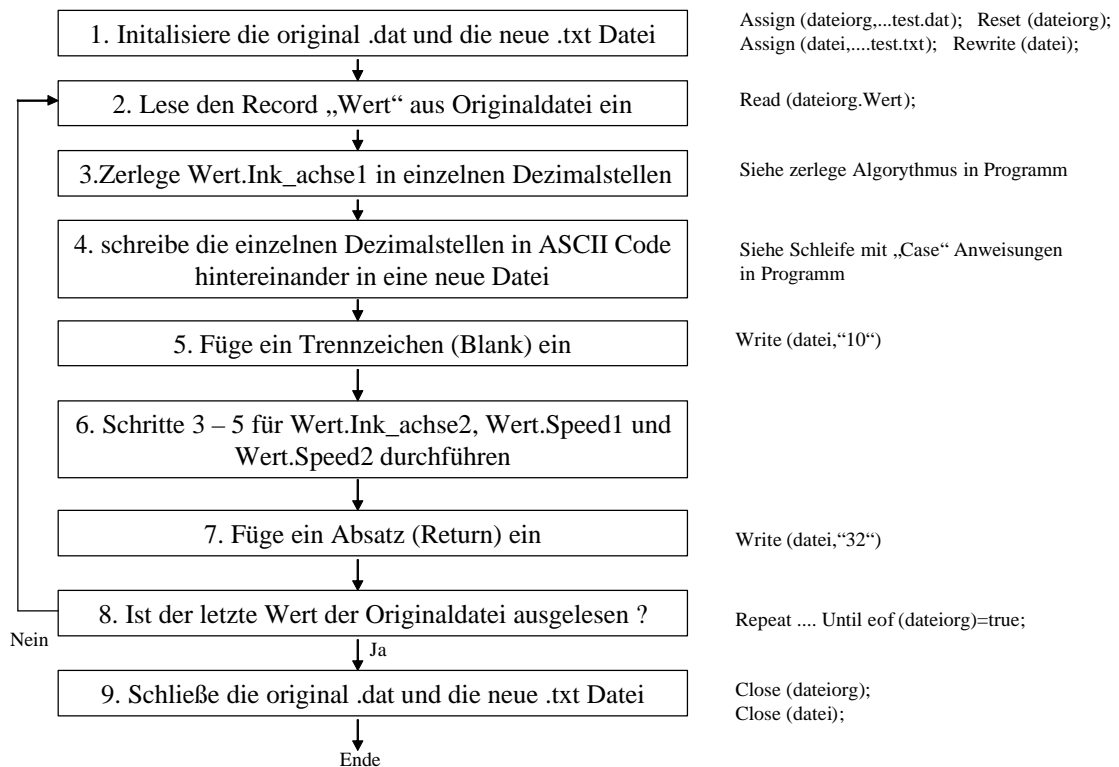 1. Initalisiere die original .dat und die neue .txt Datei
Assign (dateiorg,...test.dat); Reset (dateiorg);
Assign (datei,....test.txt); Rewrite (datei);
2. Lese den Record „Wert“ aus Originaldatei ein
Read (dateiorg.Wert);
3.Zerlege Wert.Ink_achse1 in einzelnen Dezimalstellen
Siehe zerlege Algorythmus in Programm
4. schreibe die einzelnen Dezimalstellen in ASCII Code
hintereinander in eine neue Datei
Siehe Schleife mit „Case“ Anweisungen
in Programm
5. Füge ein Trennzeichen (Blank) ein
Write (datei,“10“)
6. Schritte 3 – 5 für Wert.Ink_achse2, Wert.Speed1 und
Wert.Speed2 durchführen
7. Füge ein Absatz (Return) ein
Write (datei,“32“)
8. Ist der letzte Wert der Originaldatei ausgelesen ?
Repeat .... Until eof (dateiorg)=true;
Nein
Ja
9. Schließe die original .dat und die neue .txt Datei
Close (dateiorg);
Close (datei);
Ende